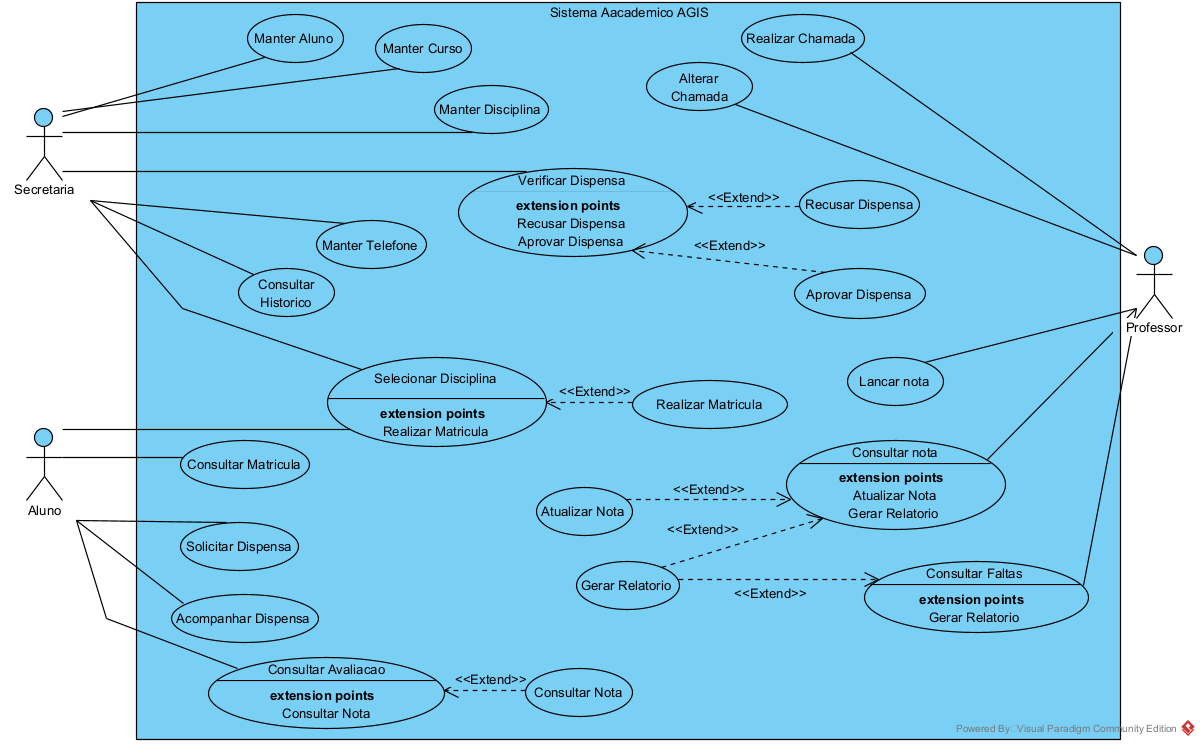 Sistema Aacademico AGIS
Manter Aluno
Manter Curso
Realizar Chamada
Alterar
Chamada
Manter Disciplina
Secretaria
Verificar Dispensa
extension points
Recusar Dispensa
Aprovar Dispensa
<<Extend>>
Recusar Dispensa
<<Extend>>
Aprovar Dispensa
Manter Telefone
Consultar
Historico
Professor
Selecionar Disciplina
extension points
Realizar Matricula
<<Extend>>
Realizar Matricula
Lancar nota
Aluno
Consultar Matricula
Consultar nota
extension points
Atualizar Nota
Gerar Relatorio
<<Extend>>
Atualizar Nota
<<Extend>>
Solicitar Dispensa
Gerar Relatorio
<<Extend>>
Consultar Faltas
extension points
Gerar Relatorio
Acompanhar Dispensa
Consultar Avaliacao
extension points
Consultar Nota
<<Extend>>
Consultar Nota
Powered By Visual Paradigm Community Edition